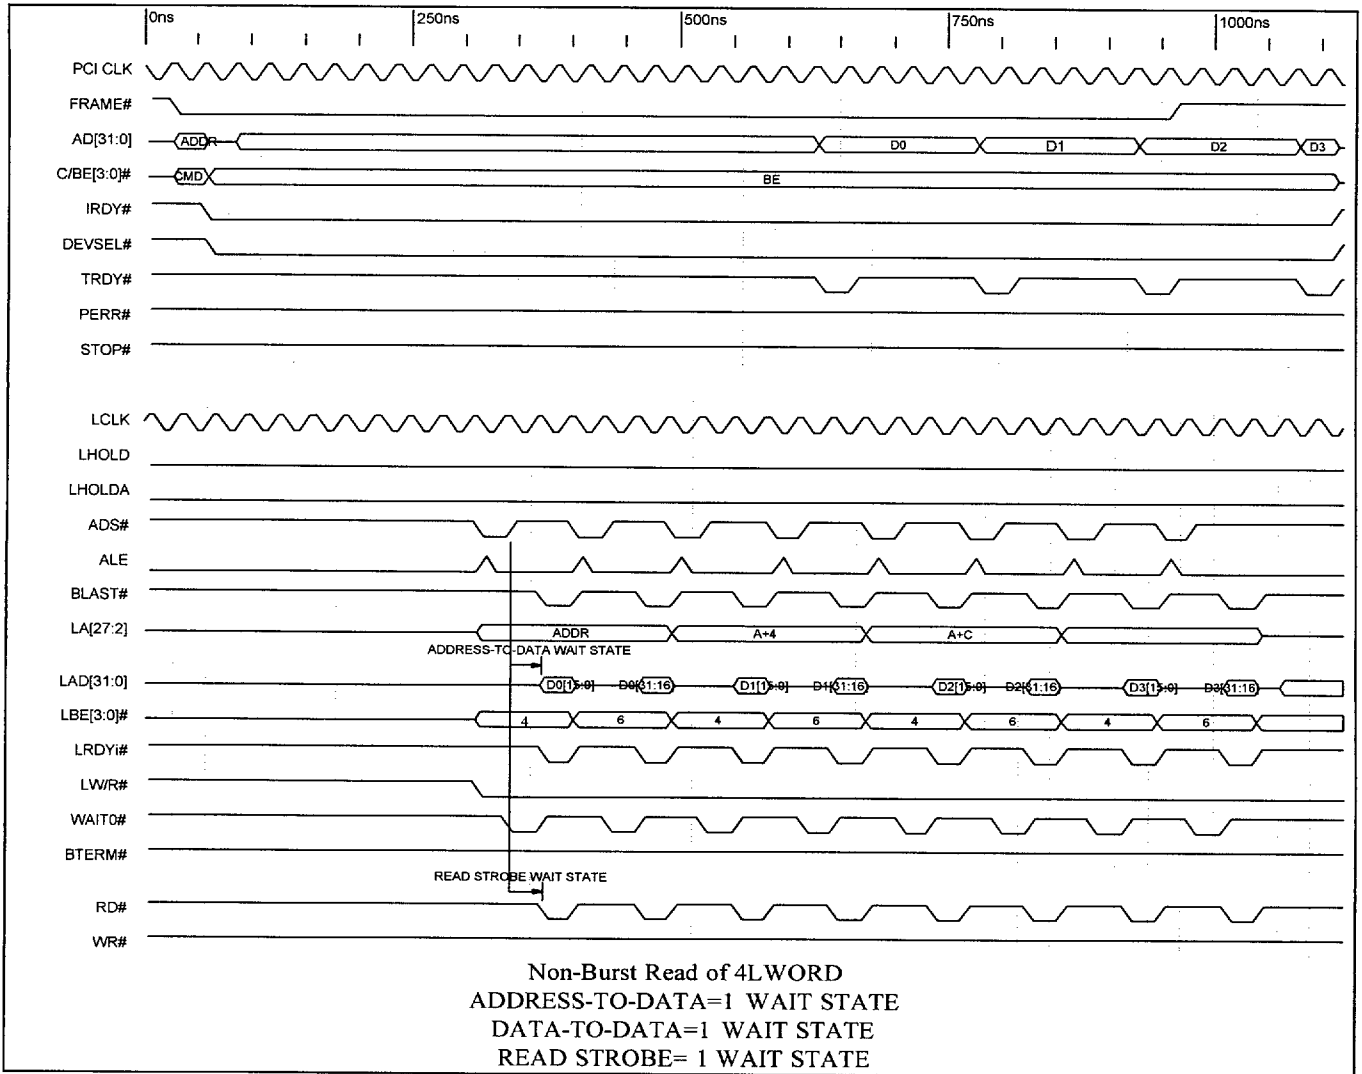 0ns 250ns 500ns 750ns 1000ns
PCI CLK
FRAME#
AD[31:0] ADDR D0 D1 D2 D3
C/BE[3:0]# CMD BE
IRDY#
DEVSEL#
TRDY#
PERR#
STOP#
LCLK
LHOLD
LHOLDA
ADS#
ALE
BLAST#
LA[27:2] ADDR A+4 A+C
ADDRESS-TO-DATA WAIT STATE
LAD[31:0] D0[15:0] D0[31:16] D1[15:0] D1[31:16] D2[15:0] D2[31:16] D3[15:0] D3[31:16]
LBE[3:0]# 4 6 4 6 4 6 4 6
LRDYi#
LW/R#
WAIT0#
BTERM#
READ STROBE WAIT STATE
RD#
WR#
Non-Burst Read of 4LWORD
ADDRESS-TO-DATA=1 WAIT STATE
DATA-TO-DATA=1 WAIT STATE
READ STROBE= 1 WAIT STATE